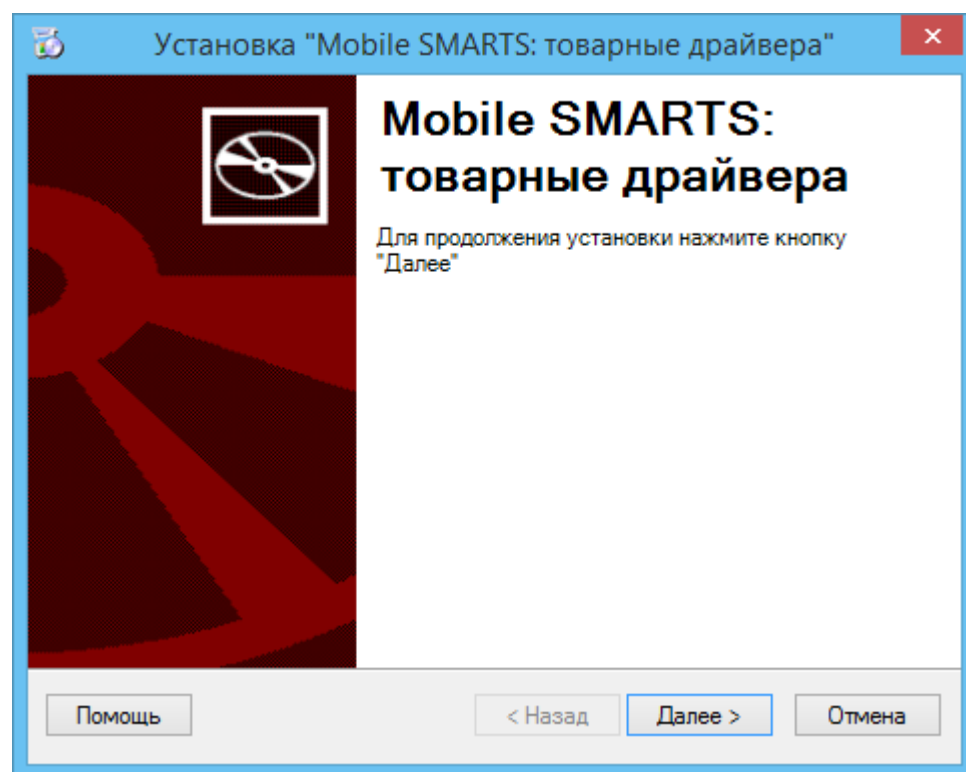 Установка "Mobile SMARTS: товарные драйвера"
Mobile SMARTS:
товарные драйвера
Для продолжения установки нажмите кнопку
"Далее"
Помощь
< Назад
Далее >
Отмена